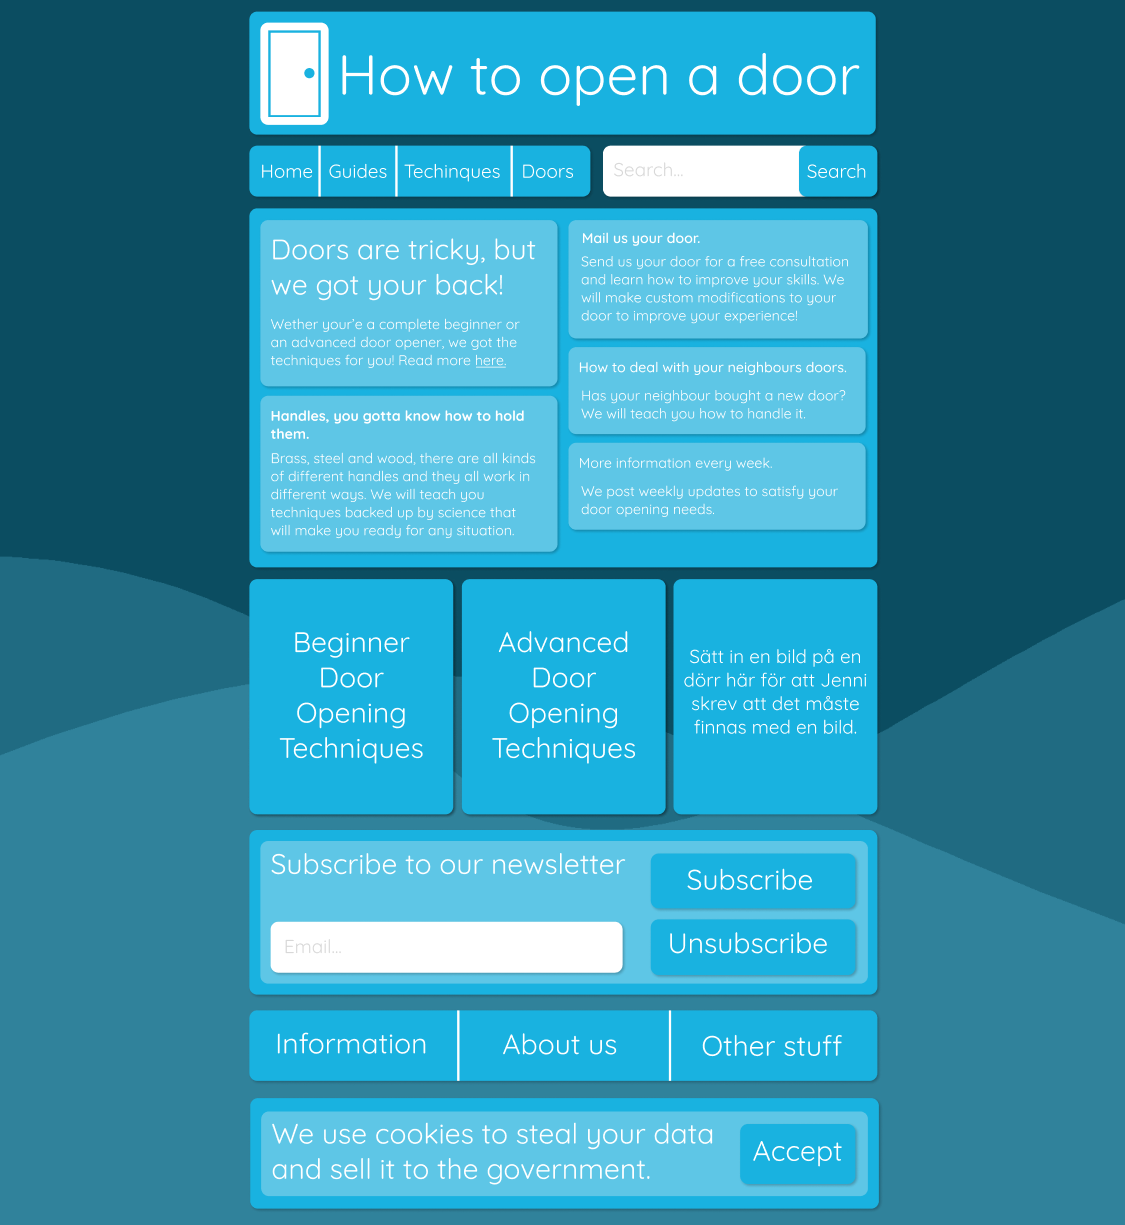 How to open a door
Home
Guides
Techinques
Doors
Search...
Search
Doors are tricky, but
we got your back!
Wether your'e a complete beginner or
an advanced door opener, we got the
techniques for you! Read more here.
Handles, you gotta know how to hold
them.
Brass, steel and wood, there are all kinds
of different handles and they all work in
different ways. We will teach you
techniques backed up by science that
will make you ready for any situation.
Mail us your door.
Send us your door for a free consultation
and learn how to improve your skills. We
will make custom modifications to your
door to improve your experience!
How to deal with your neighbours doors.
Has your neighbour bought a new door?
We will teach you how to handle it.
More information every week.
We post weekly updates to satisfy your
door opening needs.
Beginner
Door
Opening
Techniques
Advanced
Door
Opening
Techniques
Sätt in en bild på en
dörr här för att Jenni
skrev att det måste
finnas med en bild.
Subscribe to our newsletter
Email...
Subscribe
Unsubscribe
Information
About us
Other stuff
We use cookies to steal your data
and sell it to the government.
Accept